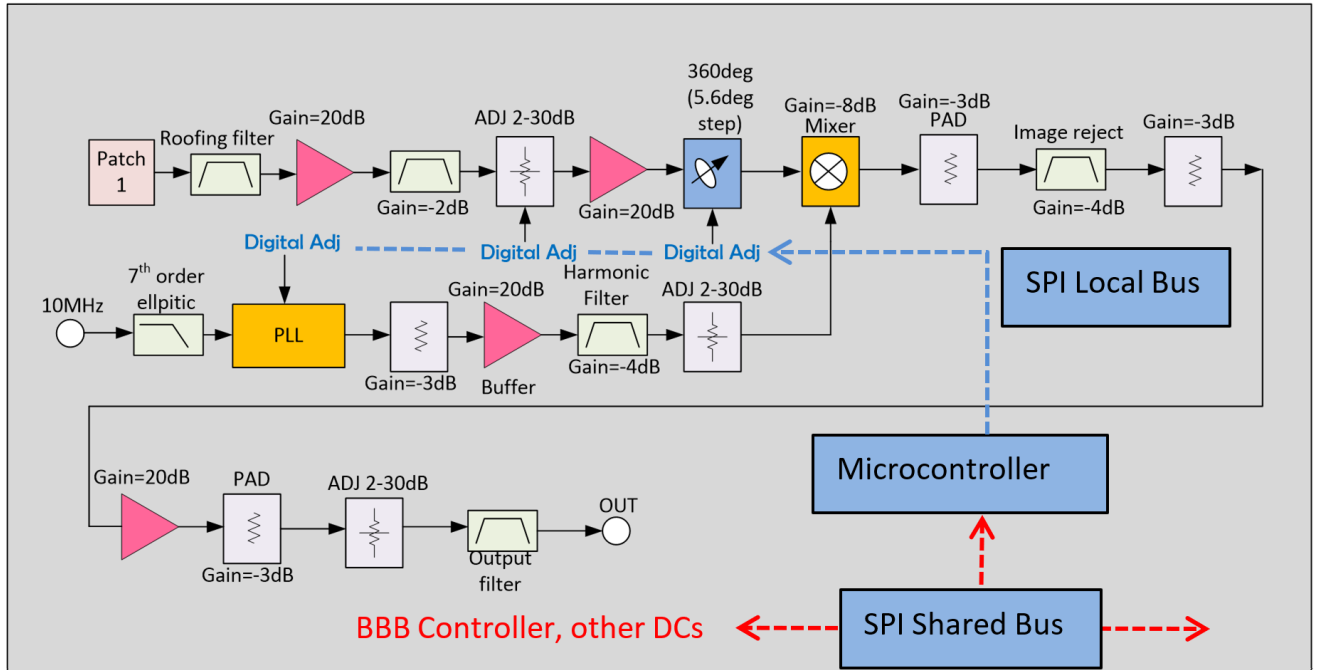 360deg
(5.6deg
step)
Gain=20dB
ADJ 2-30dB
Gain=-8dB
Mixer
Gain=-3dB
PAD
Image reject
Gain=-3dB
Roofing filter
Patch
1
Gain=-2dB
Gain=20dB
Gain=-4dB
Digital Adj
Digital Adj
Digital Adj
SPI Local Bus
10MHz
7th order
ellpitic
PLL
Gain=20dB
Harmonic
Filter
ADJ 2-30dB
Gain=-3dB
Buffer
Gain=-4dB
Microcontroller
Gain=20dB
PAD
ADJ 2-30dB
OUT
Gain=-3dB
Output
filter
BBB Controller, other DCs
SPI Shared Bus